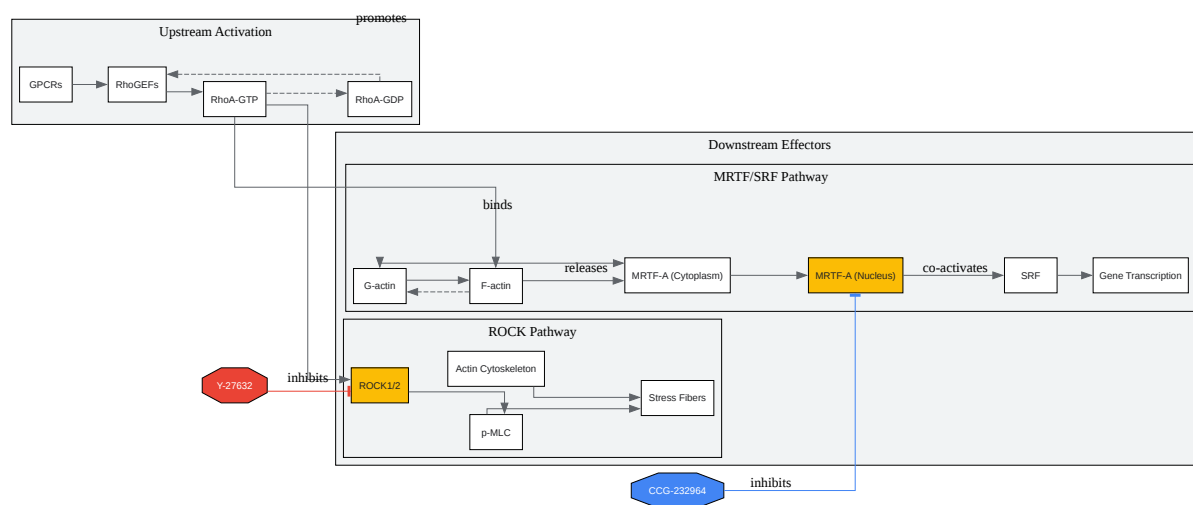 promotes
Upstream Activation
GPCRs
RhoGEFs
RhoA-GTP
RhoA-GDP
Downstream Effectors
MRTF/SRF Pathway
binds
G-actin
F-actin
releases
MRTF-A (Cytoplasm)
MRTF-A (Nucleus)
co-activates
SRF
Gene Transcription
ROCK Pathway
Y-27632
inhibits
ROCK1/2
Actin Cytoskeleton
p-MLC
Stress Fibers
CCG-232964
inhibits